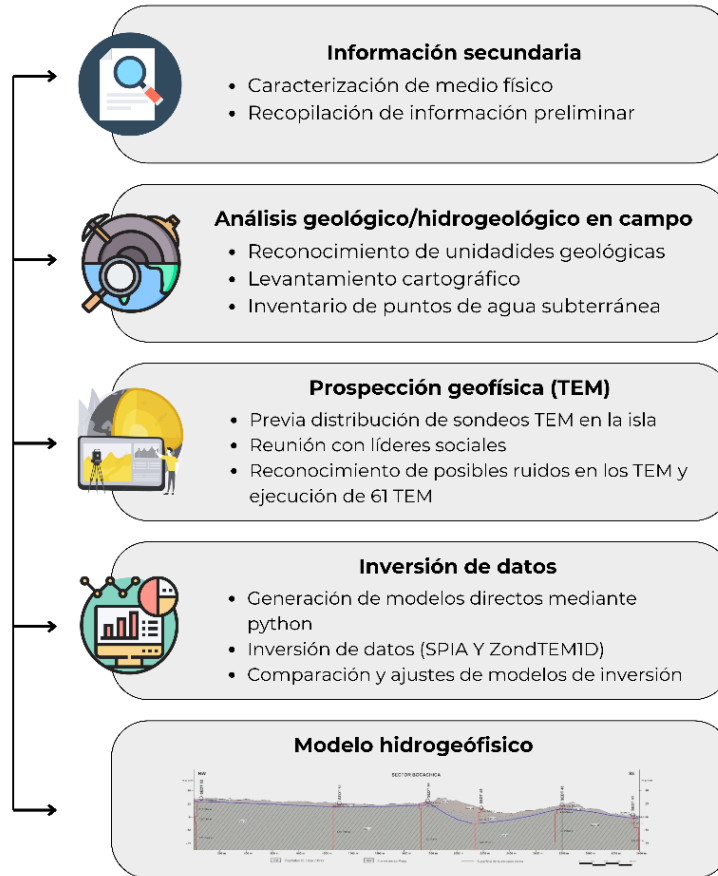 Información secundaria
• Caracterización de medio físico
• Recopilación de información preliminar
Análisis geológico/hidrogeológico en campo
• Reconocimiento de unidadides geológicas
• Levantamiento cartográfico
• Inventario de puntos de agua subterránea
Prospección geofísica (TEM)
• Previa distribución de sondeos TEM en la isla
• Reunión con líderes sociales
• Reconocimiento de posibles ruidos en los TEM y
ejecución de 61 TEM
Inversión de datos
• Generación de modelos directos mediante
python
• Inversión de datos (SPIA Y ZondTEM1D)
• Comparación y ajustes de modelos de inversión
Modelo hidrogeófisico
NW
SECTOR BOCACHICA